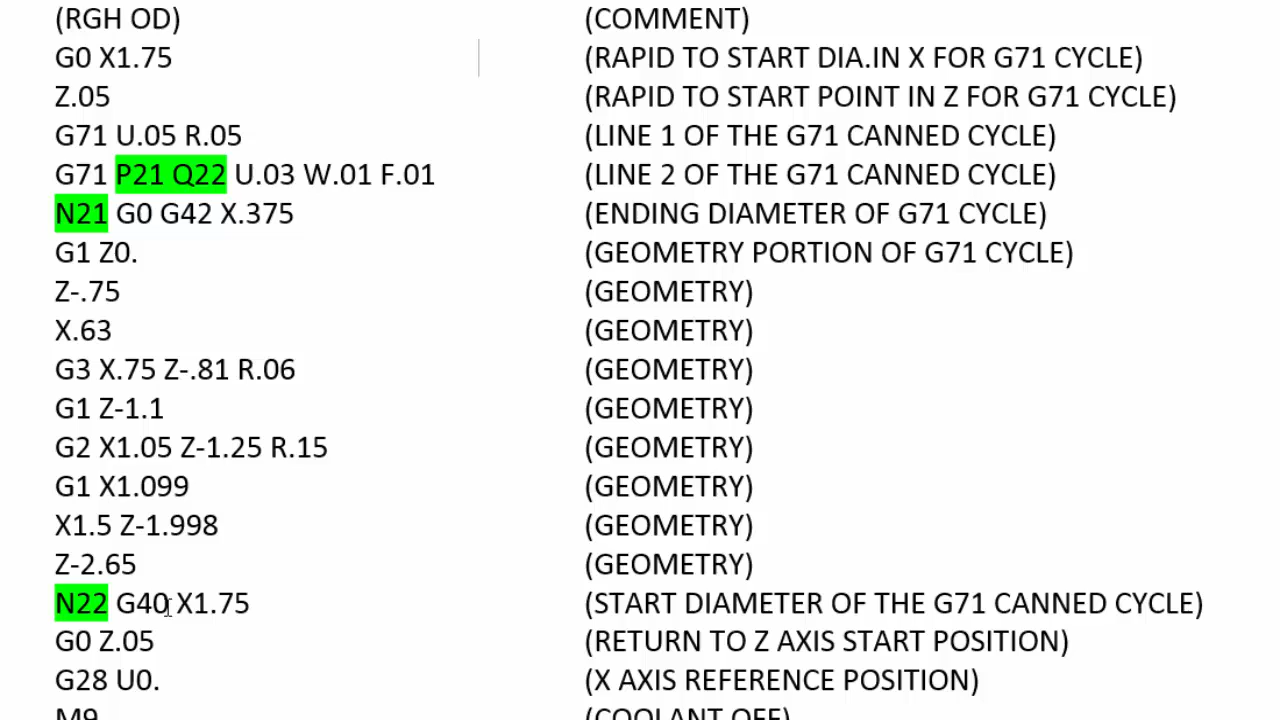 (RGH OD) (COMMENT)
G0 X1.75 (RAPID TO START DIA.IN X FOR G71 CYCLE)
Z.05 (RAPID TO START POINT IN Z FOR G71 CYCLE)
G71 U.05 R.05 (LINE 1 OF THE G71 CANNED CYCLE)
G71 P21 Q22 U.03 W.01 F.01 (LINE 2 OF THE G71 CANNED CYCLE)
N21 G0 G42 X.375 (ENDING DIAMETER OF G71 CYCLE)
G1 Z0. (GEOMETRY PORTION OF G71 CYCLE)
Z-.75 (GEOMETRY)
X.63 (GEOMETRY)
G3 X.75 Z-.81 R.06 (GEOMETRY)
G1 Z-1.1 (GEOMETRY)
G2 X1.05 Z-1.25 R.15 (GEOMETRY)
G1 X1.099 (GEOMETRY)
X1.5 Z-1.998 (GEOMETRY)
Z-2.65 (GEOMETRY)
N22 G40 X1.75 (START DIAMETER OF THE G71 CANNED CYCLE)
G0 Z.05 (RETURN TO Z AXIS START POSITION)
G28 U0. (X AXIS REFERENCE POSITION)
M9 (COOLANT OFF)